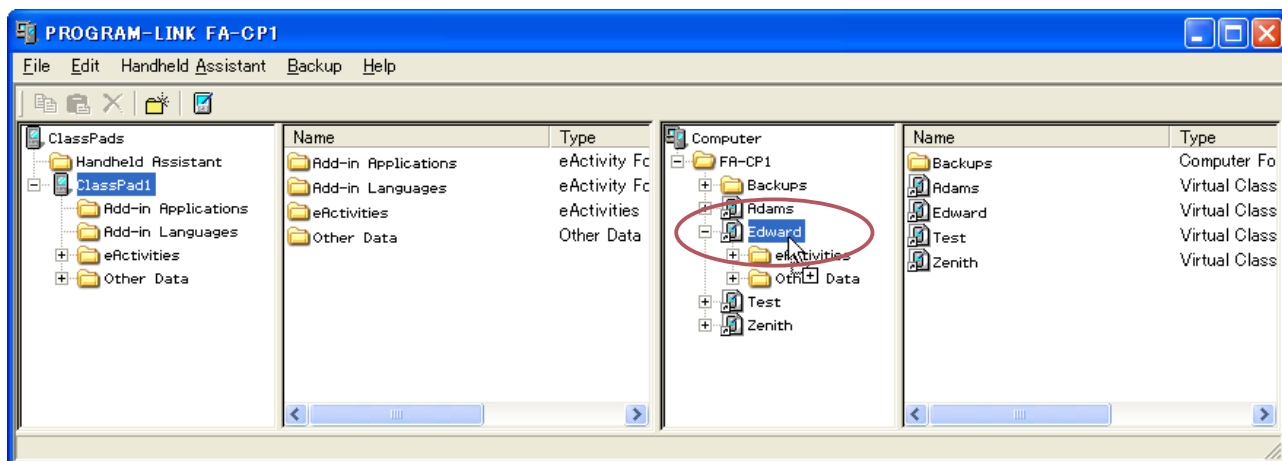 PROGRAM-LINK FA-CP1
File Edit Handheld Assistant Backup Help
ClassPads
Handheld Assistant
ClassPad1
Add-in Applications
Add-in Languages
eActivities
Other Data
Name Type
Add-in Applications eActivity Fo
Add-in Languages eActivity Fo
eActivities eActivities
Other Data Other Data
Computer
FA-CP1
Backups
Adams
Edward
eActivities
Other Data
Test
Zenith
Name Type
Backups Computer Fo
Adams Virtual Class
Edward Virtual Class
Test Virtual Class
Zenith Virtual Class